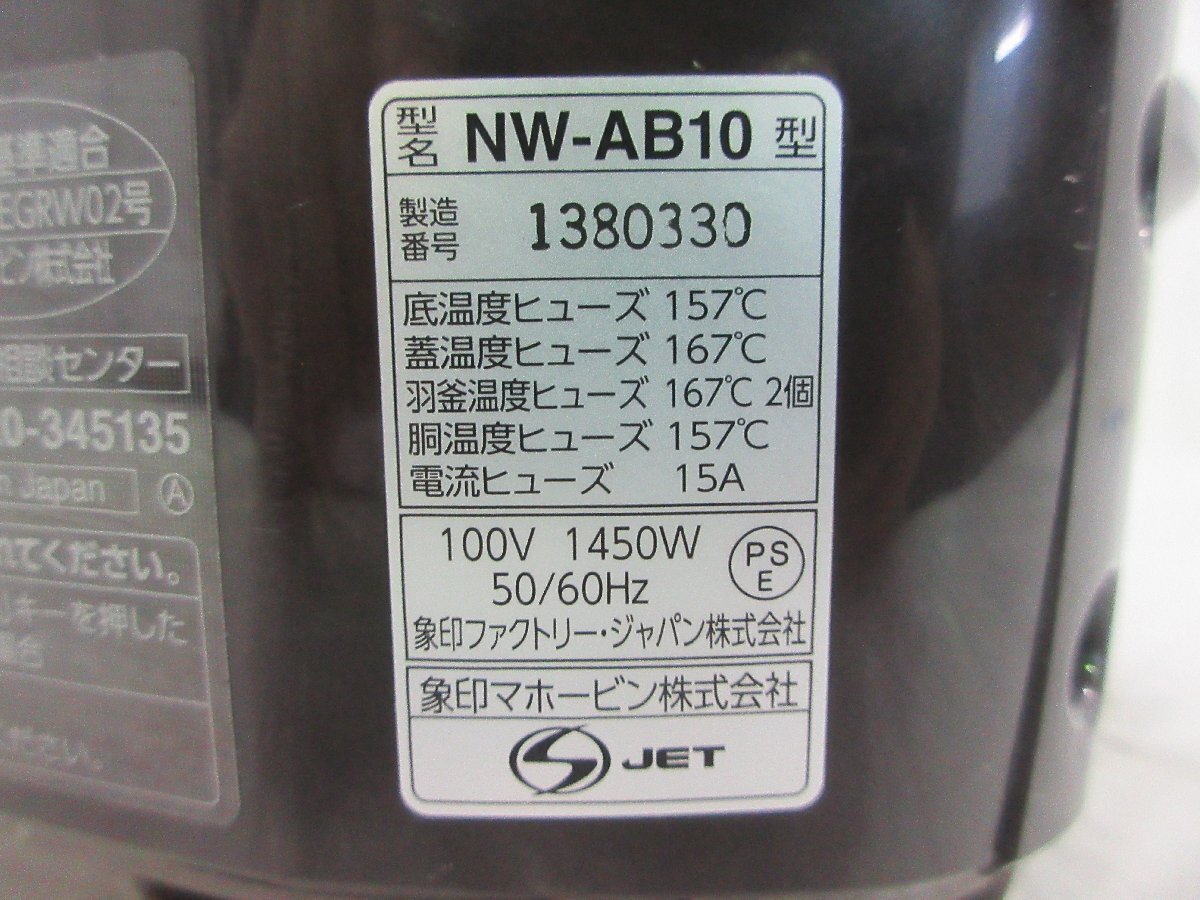 準適合
EGRW02号
株式会社
相談センター
0-345135
Japan
A
てください。
キーを押した
ください。
型名 NW-AB10 型
製造番号 1380330
底温度ヒューズ 157℃
蓋温度ヒューズ 167℃
羽釜温度ヒューズ 167℃ 2個
胴温度ヒューズ 157℃
電流ヒューズ 15A
100V 1450W
50/60Hz
PS
E
象印ファクトリー・ジャパン株式会社
象印マホービン株式会社
S JET